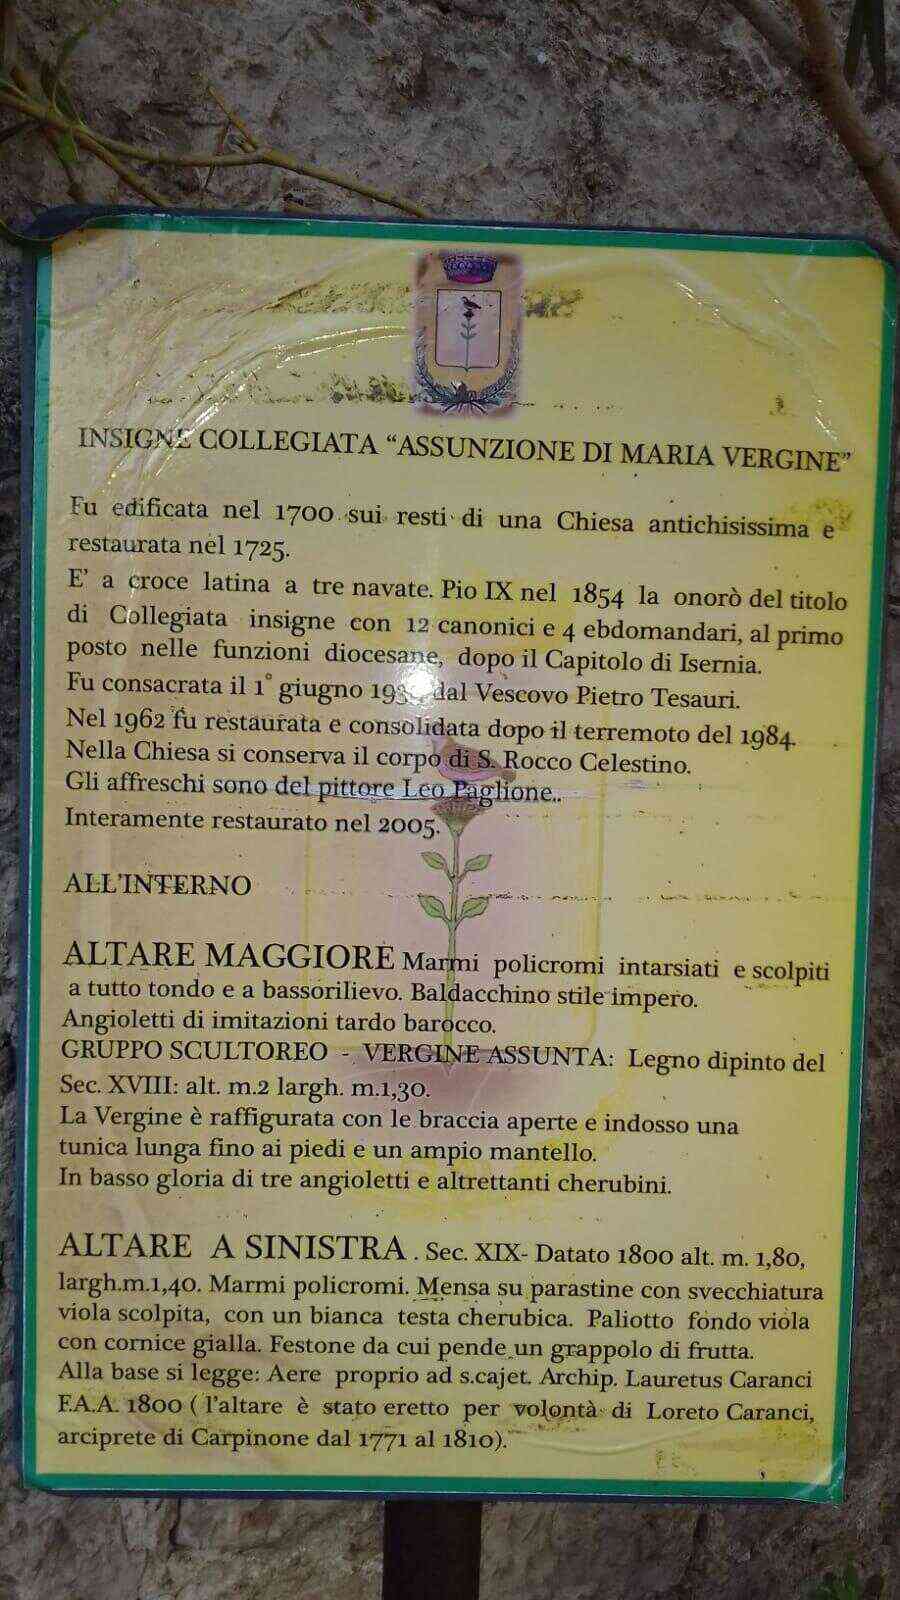 INSIGNE COLLEGIATA “ASSUNZIONE DI MARIA VERGINE”
Fu edificata nel 1700 sui resti di una Chiesa antichisissima e
restaurata nel 1725.
E’ a croce latina a tre navate. Pio IX nel 1854 la onorò del titolo
di Collegiata insigne con 12 canonici e 4 ebdomandari, al primo
posto nelle funzioni diocesane, dopo il Capitolo di Isernia.
Fu consacrata il 1° giugno dal Vescovo Pietro Tesauri.
Nel 1962 fu restaurata e consolidata dopo il terremoto del 1984.
Nella Chiesa si conserva il corpo di S. Rocco Celestino.
Gli affreschi sono del pittore Leo Paglione..
Interamente restaurato nel 2005.
ALL’INTERNO
ALTARE MAGGIORE Marmi policromi intarsiati e scolpiti
a tutto tondo e a bassorilievo. Baldacchino stile impero.
Angioletti di imitazioni tardo barocco.
GRUPPO SCULTOREO - VERGINE ASSUNTA: Legno dipinto del
Sec. XVIII: alt. m.2 largh. m.1,30.
La Vergine è raffigurata con le braccia aperte e indosso una
tunica lunga fino ai piedi e un ampio mantello.
In basso gloria di tre angioletti e altrettanti cherubini.
ALTARE A SINISTRA . Sec. XIX- Datato 1800 alt. m. 1,80,
largh.m.1,40. Marmi policromi. Mensa su parastine con svecchiatura
viola scolpita, con un bianca testa cherubica. Paliotto fondo viola
con cornice gialla. Festone da cui pende un grappolo di frutta.
Alla base si legge: Aere proprio ad s.cajet. Archip. Lauretus Caranci
F.A.A. 1800 ( l’altare è stato eretto per volontà di Loreto Caranci,
arciprete di Carpinone dal 1771 al 1810).